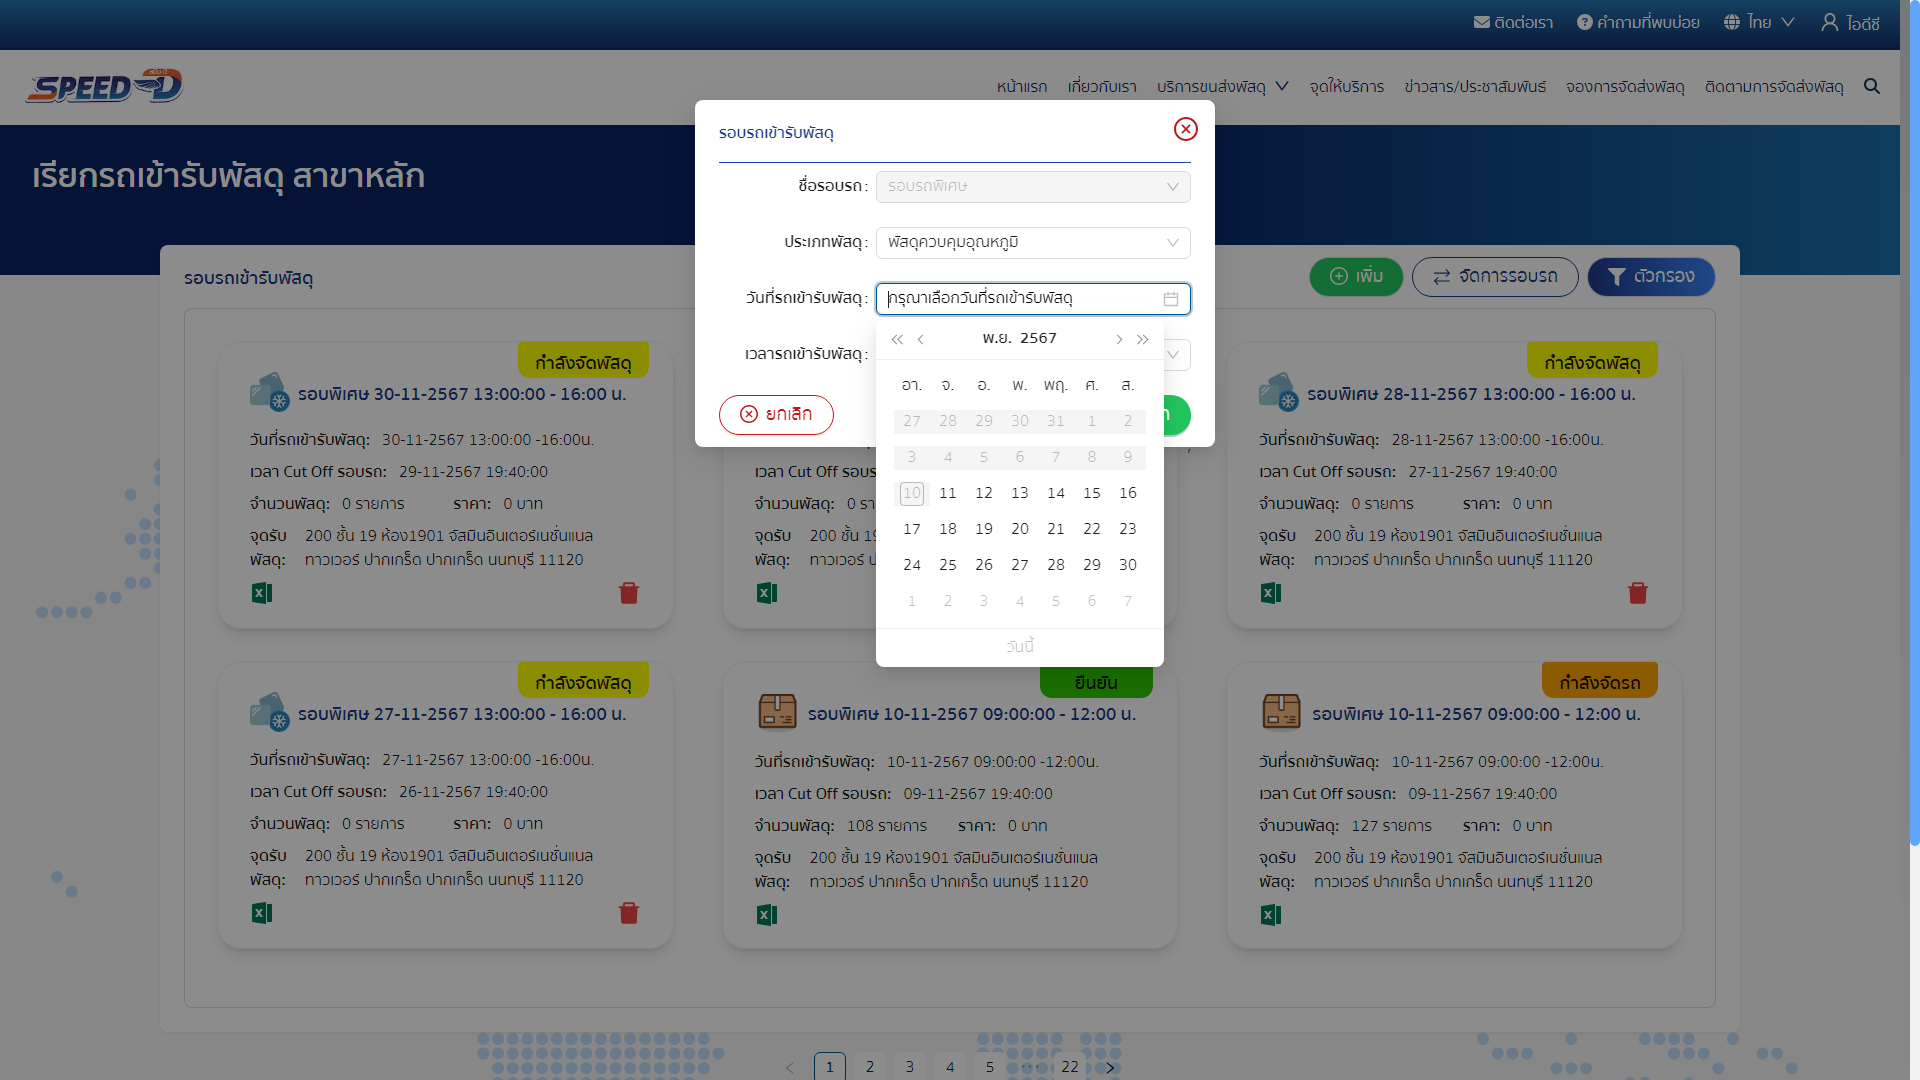 ติดต่อเรา
คำถามที่พบบ่อย
ไทย
ไอดีซี
สปีด ดี
SPEED D
หน้าแรก
เกี่ยวกับเรา
บริการขนส่งพัสดุ
จุดให้บริการ
ข่าวสาร/ประชาสัมพันธ์
จองการจัดส่งพัสดุ
ติดตามการจัดส่งพัสดุ
เรียกรถเข้ารับพัสดุ สาขาหลัก
รอบรถเข้ารับพัสดุ
เพิ่ม
จัดการรอบรถ
ตัวกรอง
รอบรถเข้ารับพัสดุ
ชื่อรอบรถ :
รอบรถพิเศษ
ประเภทพัสดุ :
พัสดุควบคุมอุณหภูมิ
วันที่รถเข้ารับพัสดุ :
กรุณาเลือกวันที่รถเข้ารับพัสดุ
เวลารถเข้ารับพัสดุ :
ยกเลิก
พ.ย. 2567
อา. จ. อ. พ. พฤ. ศ. ส.
27 28 29 30 31 1 2
3 4 5 6 7 8 9
10 11 12 13 14 15 16
17 18 19 20 21 22 23
24 25 26 27 28 29 30
1 2 3 4 5 6 7
วันนี้
กำลังจัดพัสดุ
รอบพิเศษ 30-11-2567 13:00:00 - 16:00 น.
วันที่รถเข้ารับพัสดุ: 30-11-2567 13:00:00 -16:00น.
เวลา Cut Off รอบรถ: 29-11-2567 19:40:00
จำนวนพัสดุ: 0 รายการ ราคา: 0 บาท
จุดรับ 200 ชั้น 19 ห้อง1901 จัสมินอินเตอร์เนชั่นแนล
พัสดุ: ทาวเวอร์ ปากเกร็ด ปากเกร็ด นนทบุรี 11120
เวลา Cut Off รอบร
จำนวนพัสดุ: 0 รา
จุดรับ 200 ชั้น 1
พัสดุ: ทาวเวอร์ ป
กำลังจัดพัสดุ
รอบพิเศษ 28-11-2567 13:00:00 - 16:00 น.
วันที่รถเข้ารับพัสดุ: 28-11-2567 13:00:00 -16:00น.
เวลา Cut Off รอบรถ: 27-11-2567 19:40:00
จำนวนพัสดุ: 0 รายการ ราคา: 0 บาท
จุดรับ 200 ชั้น 19 ห้อง1901 จัสมินอินเตอร์เนชั่นแนล
พัสดุ: ทาวเวอร์ ปากเกร็ด ปากเกร็ด นนทบุรี 11120
กำลังจัดพัสดุ
รอบพิเศษ 27-11-2567 13:00:00 - 16:00 น.
วันที่รถเข้ารับพัสดุ: 27-11-2567 13:00:00 -16:00น.
เวลา Cut Off รอบรถ: 26-11-2567 19:40:00
จำนวนพัสดุ: 0 รายการ ราคา: 0 บาท
จุดรับ 200 ชั้น 19 ห้อง1901 จัสมินอินเตอร์เนชั่นแนล
พัสดุ: ทาวเวอร์ ปากเกร็ด ปากเกร็ด นนทบุรี 11120
ยืนยัน
รอบพิเศษ 10-11-2567 09:00:00 - 12:00 น.
วันที่รถเข้ารับพัสดุ: 10-11-2567 09:00:00 -12:00น.
เวลา Cut Off รอบรถ: 09-11-2567 19:40:00
จำนวนพัสดุ: 108 รายการ ราคา: 0 บาท
จุดรับ 200 ชั้น 19 ห้อง1901 จัสมินอินเตอร์เนชั่นแนล
พัสดุ: ทาวเวอร์ ปากเกร็ด ปากเกร็ด นนทบุรี 11120
กำลังจัดรถ
รอบพิเศษ 10-11-2567 09:00:00 - 12:00 น.
วันที่รถเข้ารับพัสดุ: 10-11-2567 09:00:00 -12:00น.
เวลา Cut Off รอบรถ: 09-11-2567 19:40:00
จำนวนพัสดุ: 127 รายการ ราคา: 0 บาท
จุดรับ 200 ชั้น 19 ห้อง1901 จัสมินอินเตอร์เนชั่นแนล
พัสดุ: ทาวเวอร์ ปากเกร็ด ปากเกร็ด นนทบุรี 11120
1 2 3 4 5 ••• 22